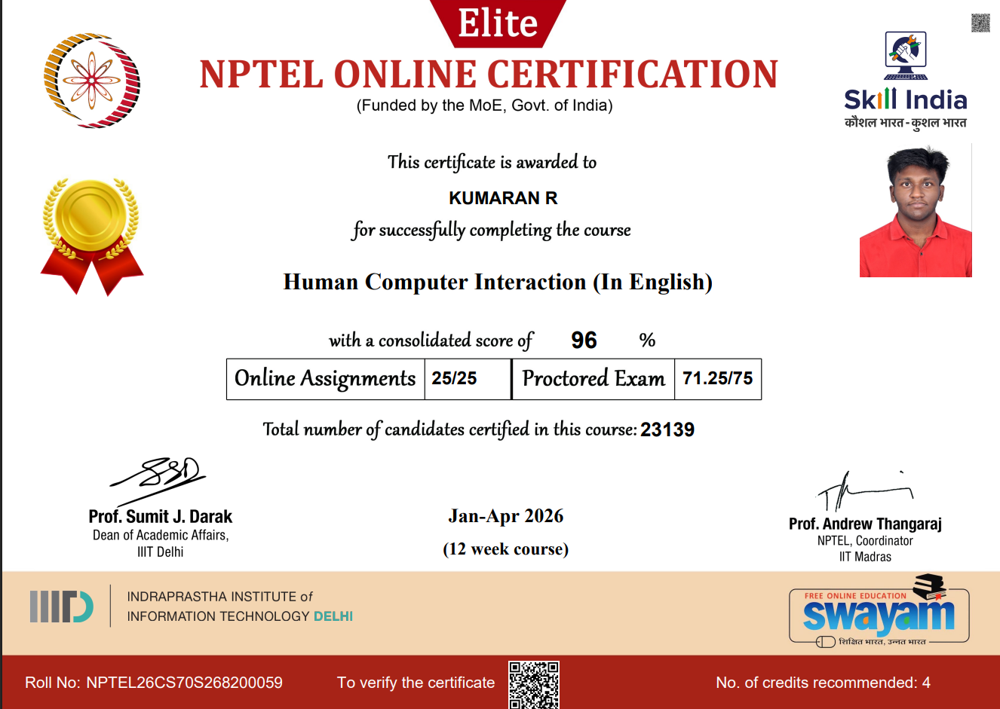 Elite
NPTEL ONLINE CERTIFICATION
(Funded by the MoE, Govt. of India)
Skill India
कौशल भारत - कुशल भारत
This certificate is awarded to
KUMARAN R
for successfully completing the course
Human Computer Interaction (In English)
with a consolidated score of 96 %
Online Assignments 25/25 Proctored Exam 71.25/75
Total number of candidates certified in this course: 23139
Prof. Sumit J. Darak
Dean of Academic Affairs,
IIIT Delhi
Jan-Apr 2026
(12 week course)
Prof. Andrew Thangaraj
NPTEL, Coordinator
IIT Madras
IIITD
INDRAPRASTHA INSTITUTE of
INFORMATION TECHNOLOGY DELHI
FREE ONLINE EDUCATION
swayam
शिक्षित भारत, उन्नत भारत
Roll No: NPTEL26CS70S268200059
To verify the certificate
No. of credits recommended: 4